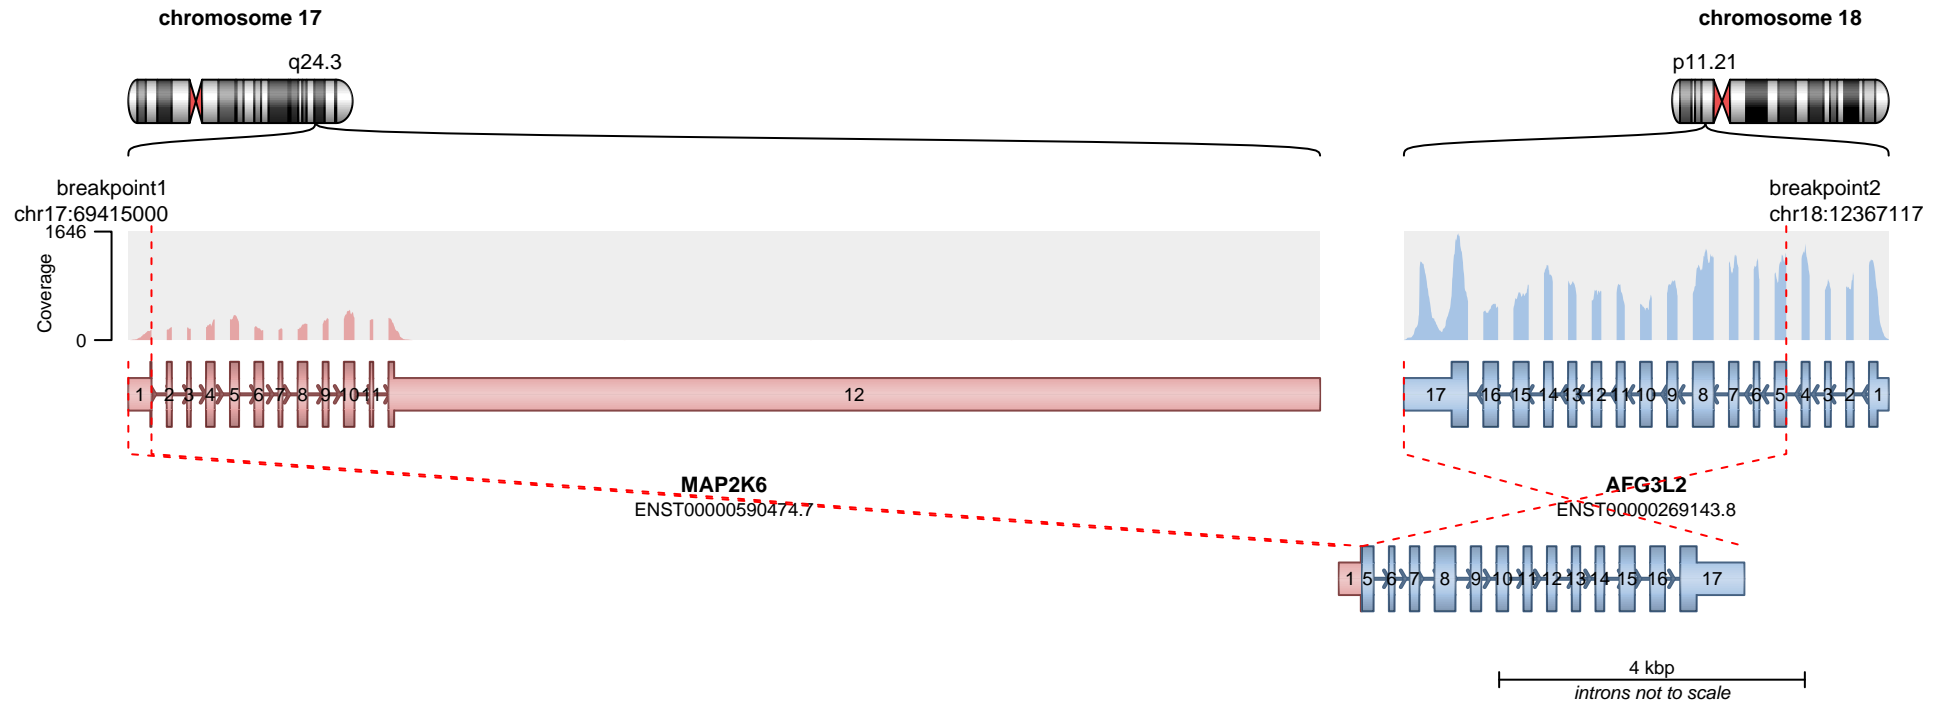 chromosome 17
chromosome 18
q24.3
p11.21
breakpoint1
chr17:69415000
breakpoint2
chr18:12367117
1646
Coverage
0
1 2 3 4 5 6 7 8 9 10 11 12
17 16 15 14 13 12 11 10 9 8 7 6 5 4 3 2 1
MAP2K6
ENST00000590474.7
AFG3L2
ENST00000269143.8
1 5 6 7 8 9 10 11 12 13 14 15 16 17
4 kbp
introns not to scale